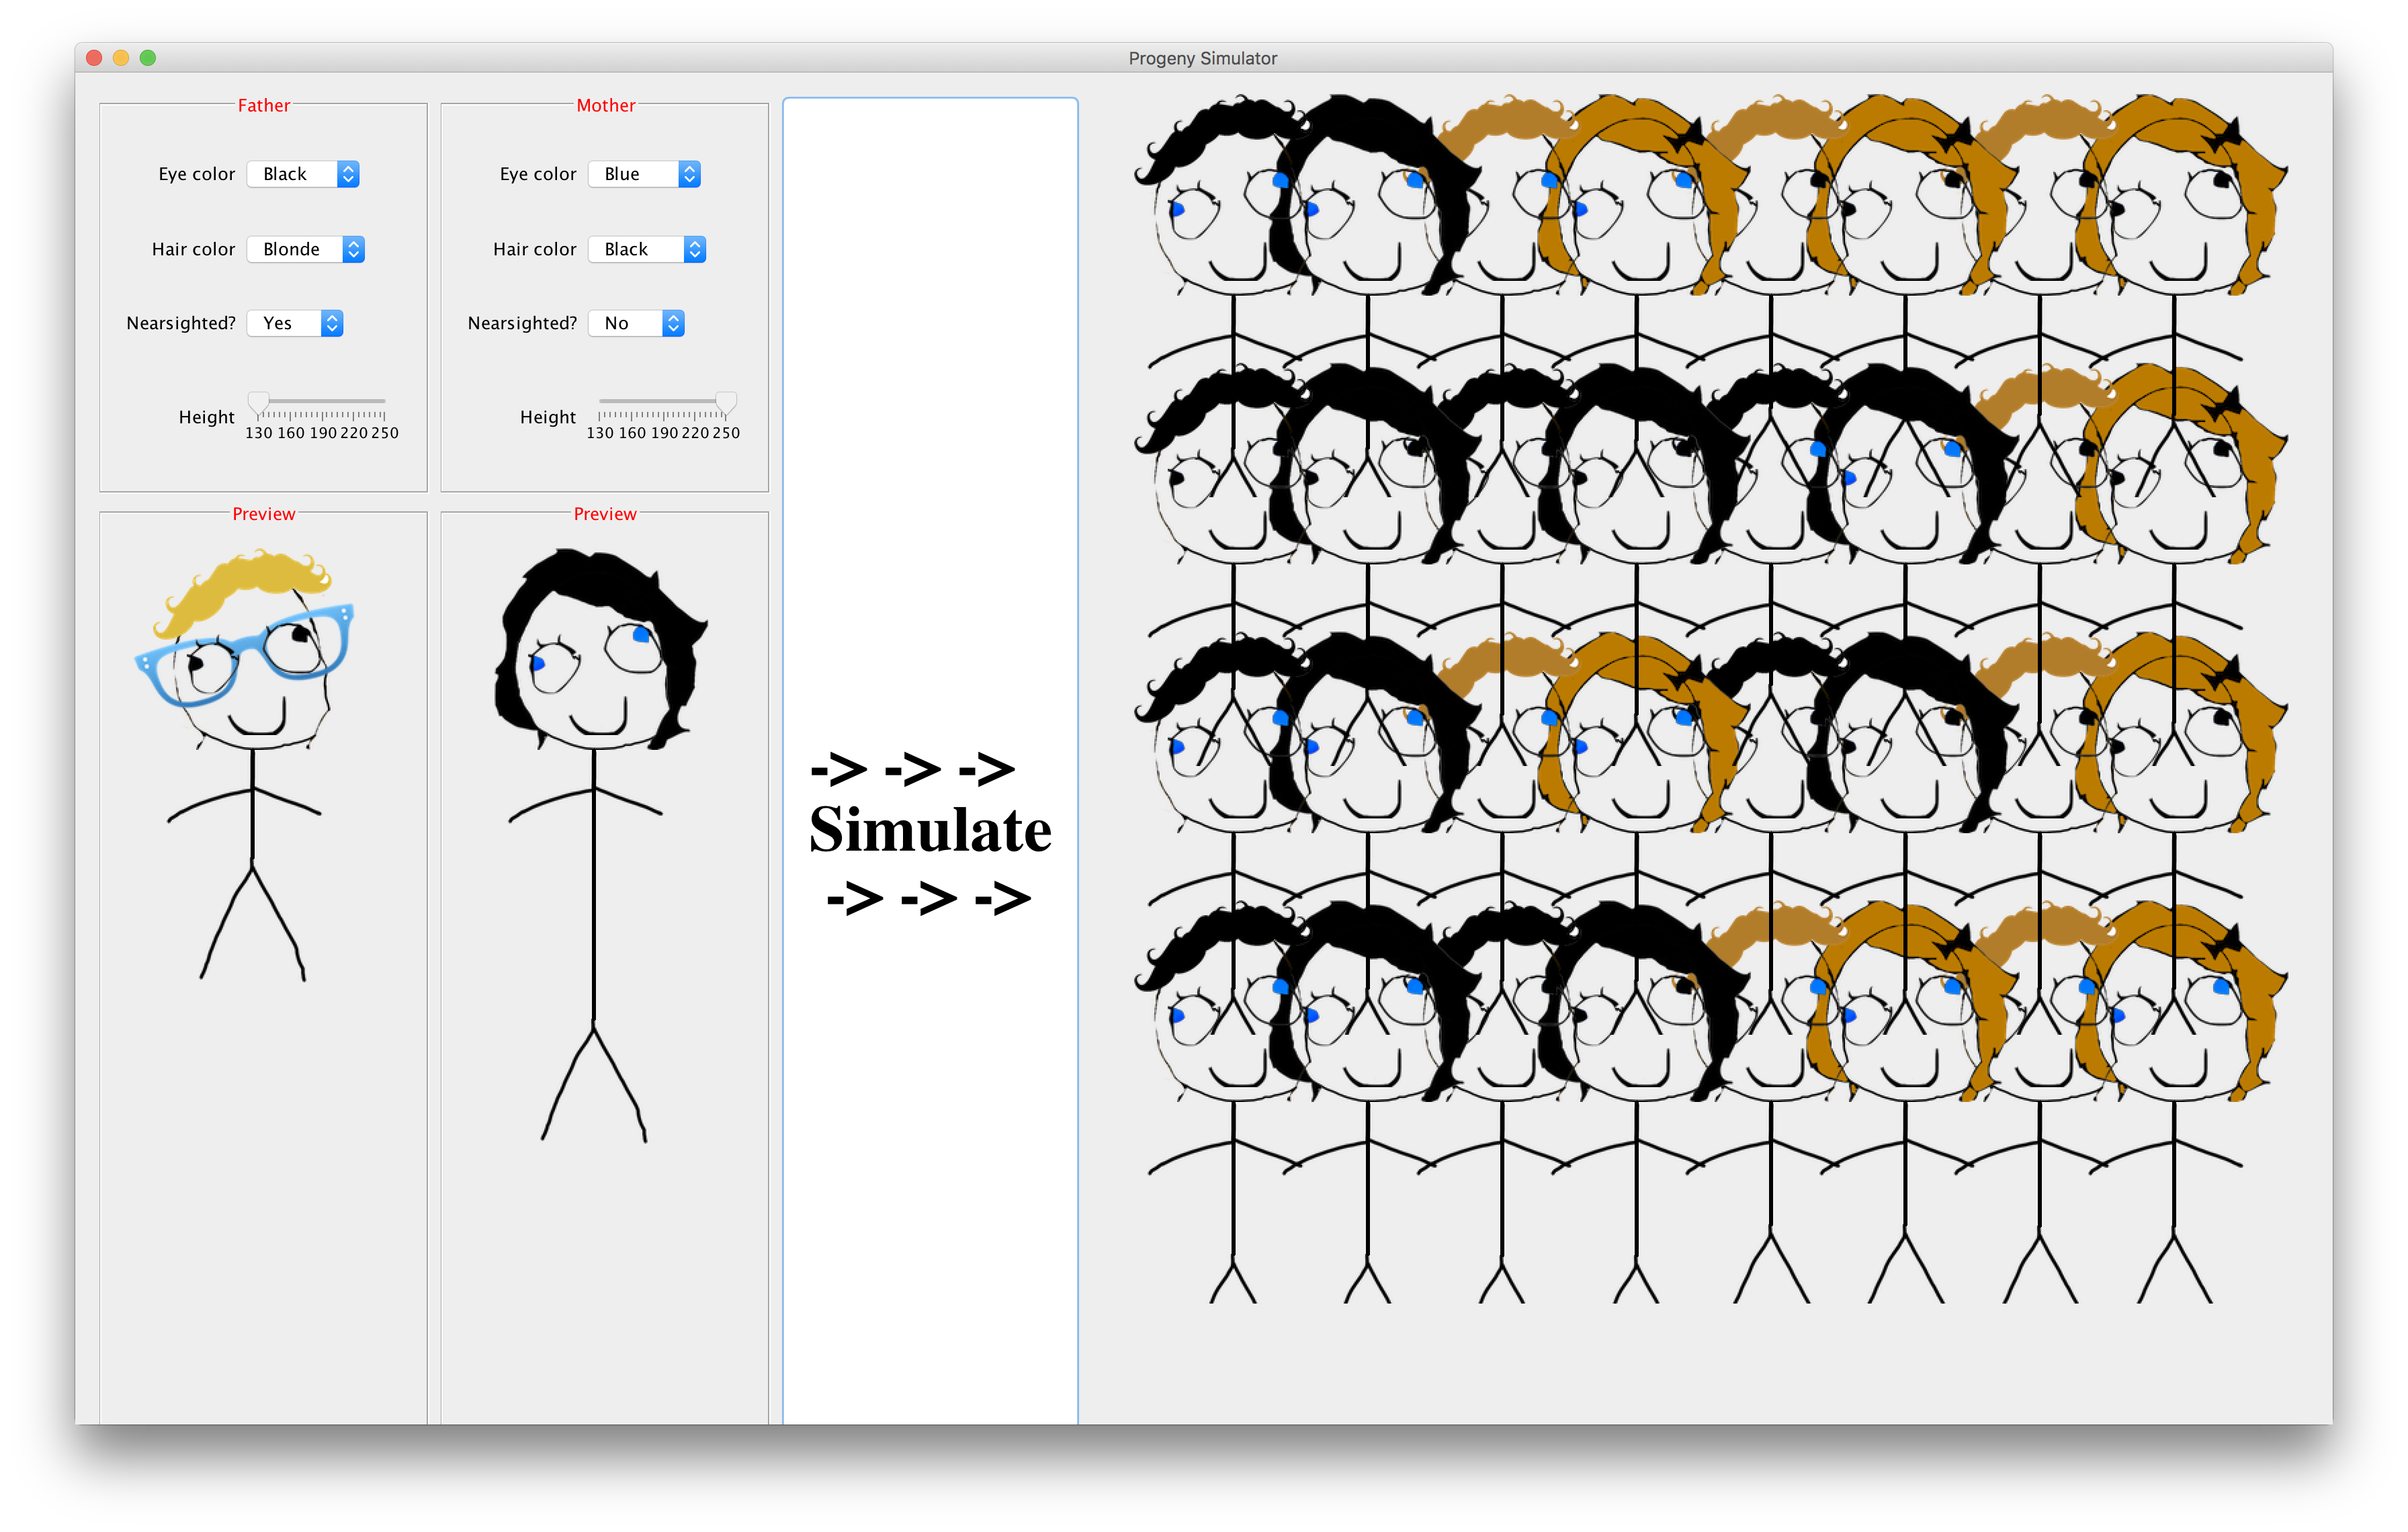 Progeny Simulator
Father
Eye color Black
Hair color Blonde
Nearsighted? Yes
Height
130 160 190 220 250
Mother
Eye color Blue
Hair color Black
Nearsighted? No
Height
130 160 190 220 250
Preview
Preview
-> -> ->
Simulate
-> -> ->